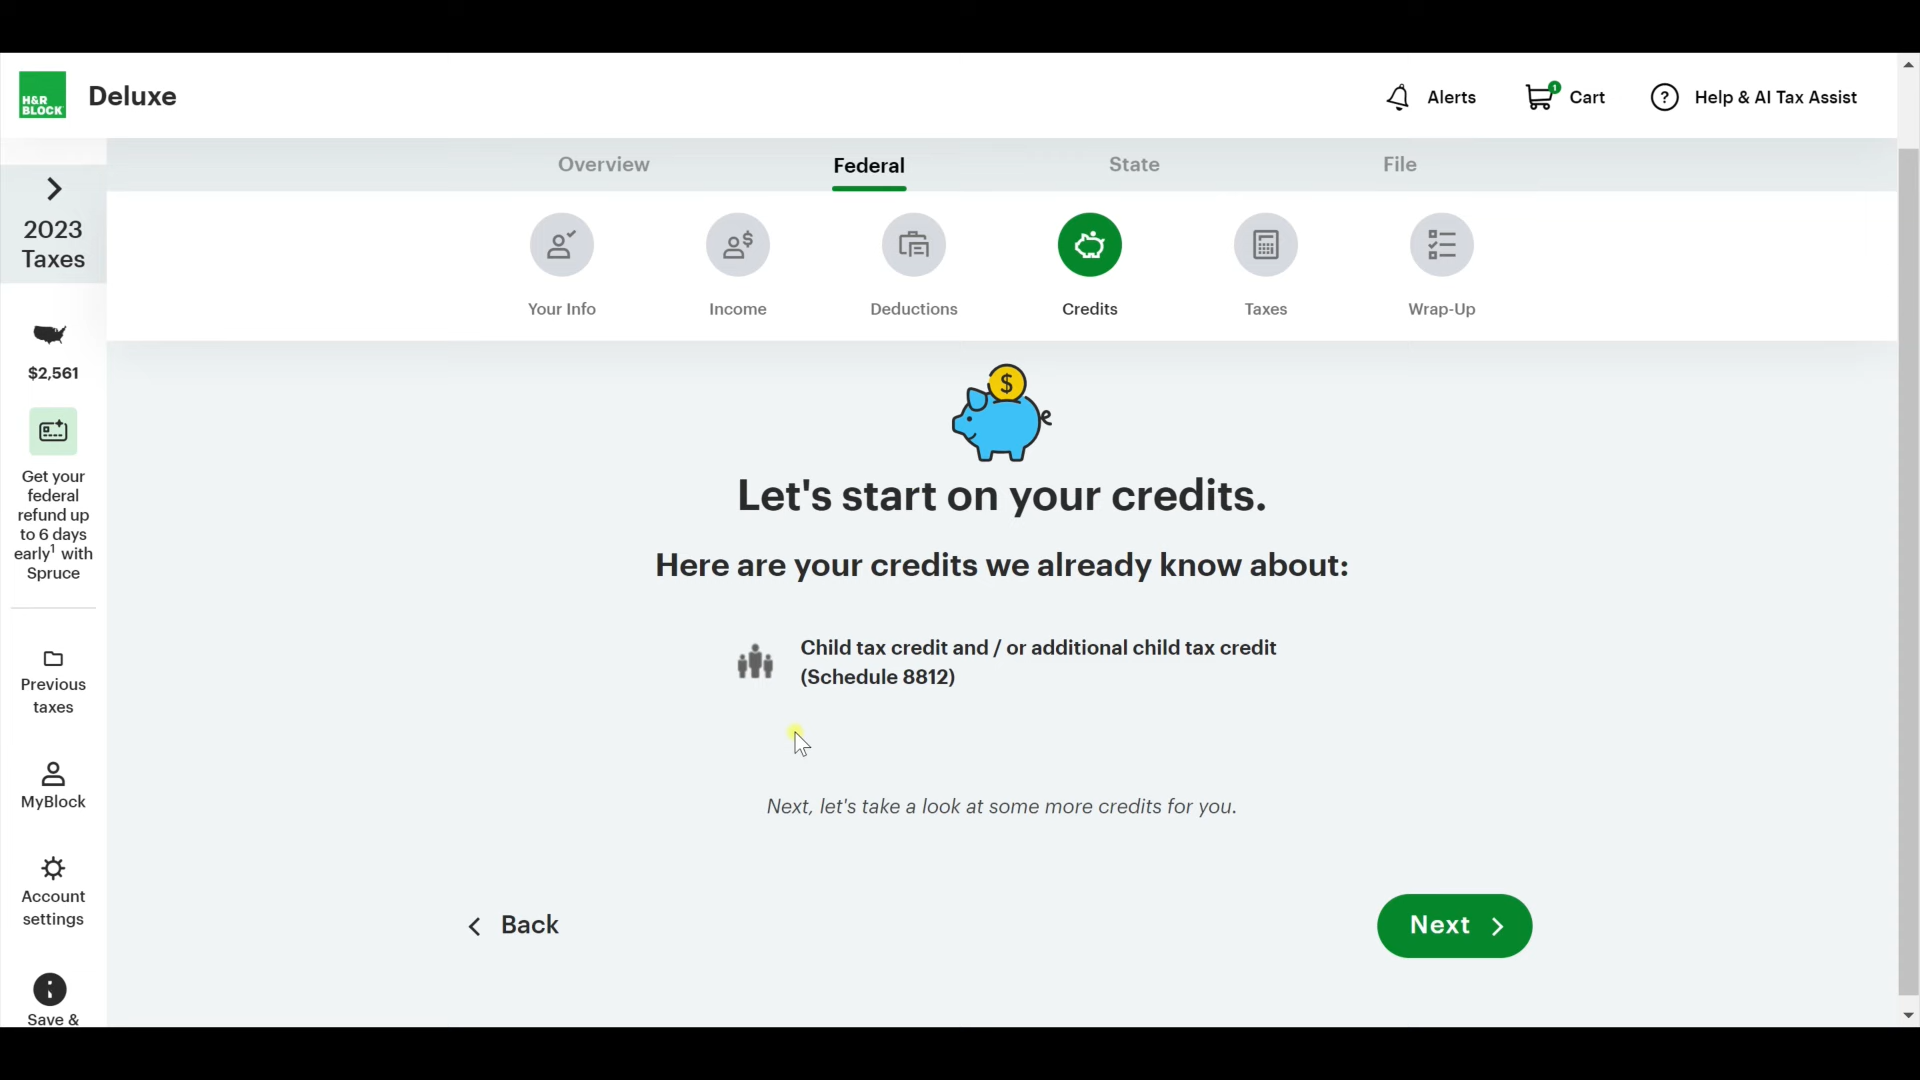 H&R
BLOCK
Deluxe
Alerts
1
Cart
?
Help & AI Tax Assist
Overview
Federal
State
File
2023
Taxes
$
Your Info
Income
Deductions
Credits
Taxes
Wrap-Up
$2,561
Get your
federal
refund up
to 6 days
early¹ with
Spruce
Previous
taxes
MyBlock
Account
settings
Save &
$
Let's start on your credits.
Here are your credits we already know about:
Child tax credit and / or additional child tax credit
(Schedule 8812)
Next, let's take a look at some more credits for you.
Back
Next